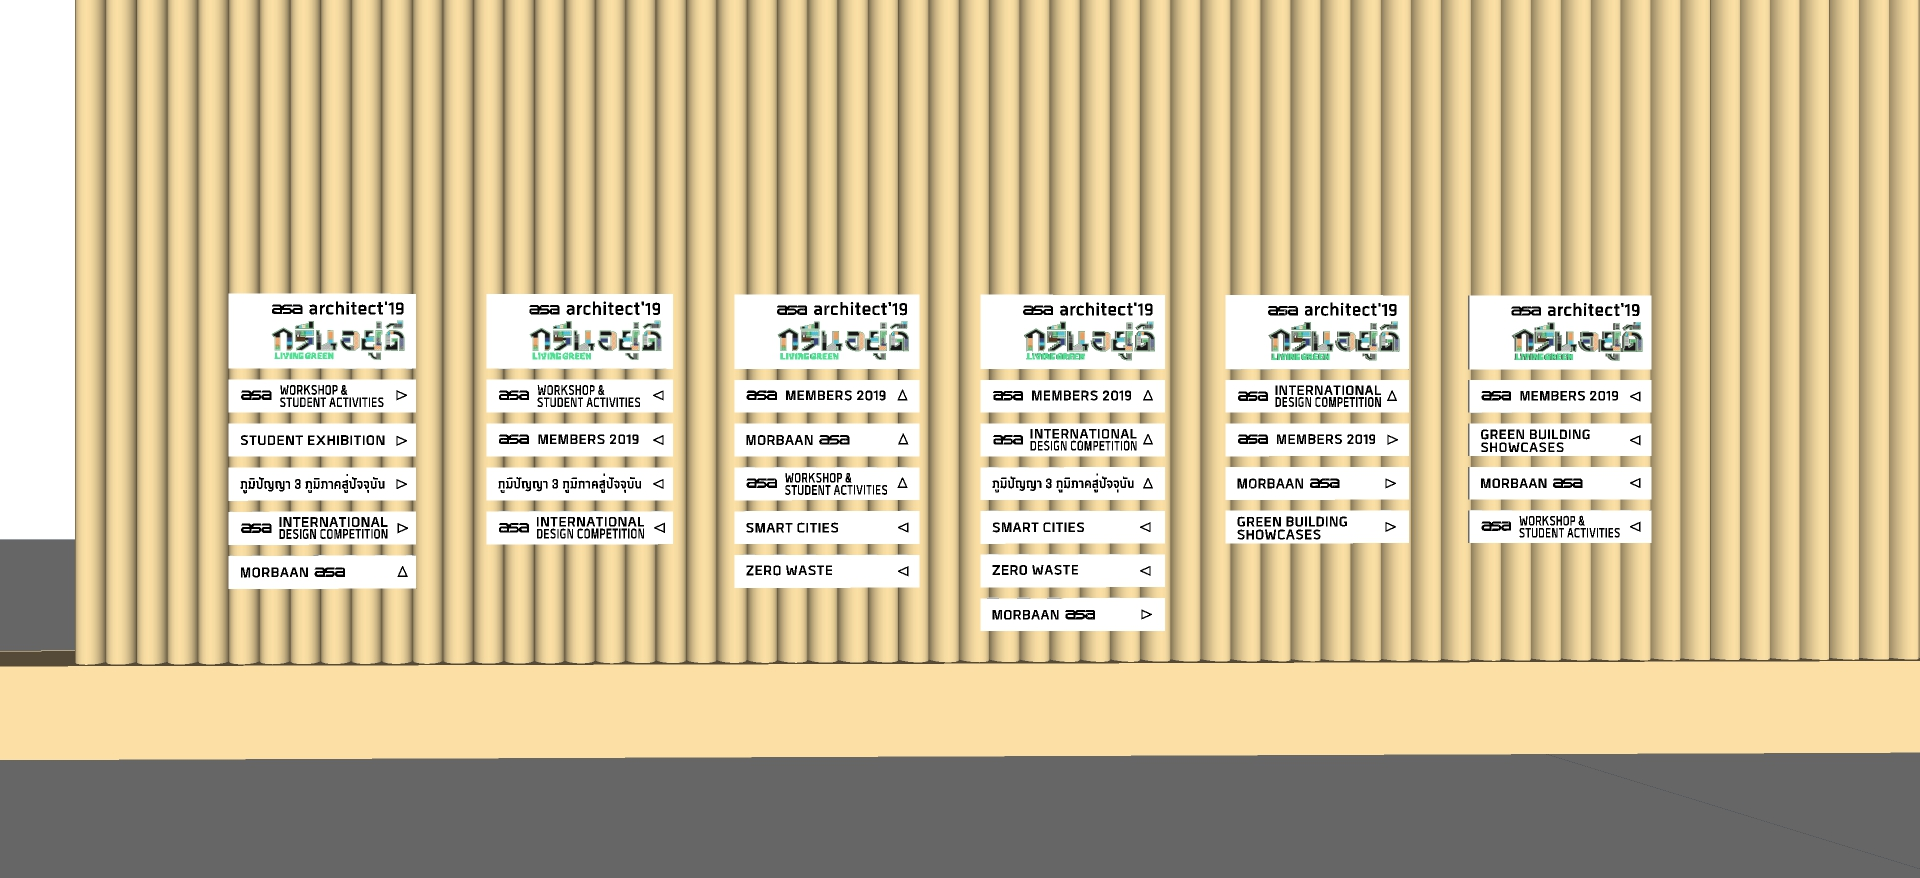 asa architect'19
กรีนอยู่ดี
LIVING GREEN
asa WORKSHOP &
STUDENT ACTIVITIES
STUDENT EXHIBITION
ภูมิปัญญา 3 ภูมิภาคสู่ปัจจุบัน
asa INTERNATIONAL
DESIGN COMPETITION
MORBAAN asa
asa architect'19
กรีนอยู่ดี
LIVING GREEN
asa WORKSHOP &
STUDENT ACTIVITIES
asa MEMBERS 2019
ภูมิปัญญา 3 ภูมิภาคสู่ปัจจุบัน
asa INTERNATIONAL
DESIGN COMPETITION
asa architect'19
กรีนอยู่ดี
LIVING GREEN
asa MEMBERS 2019
MORBAAN asa
asa WORKSHOP &
STUDENT ACTIVITIES
SMART CITIES
ZERO WASTE
asa architect'19
กรีนอยู่ดี
LIVING GREEN
asa MEMBERS 2019
asa INTERNATIONAL
DESIGN COMPETITION
ภูมิปัญญา 3 ภูมิภาคสู่ปัจจุบัน
SMART CITIES
ZERO WASTE
MORBAAN asa
asa architect'19
กรีนอยู่ดี
LIVING GREEN
asa INTERNATIONAL
DESIGN COMPETITION
asa MEMBERS 2019
MORBAAN asa
GREEN BUILDING
SHOWCASES
asa architect'19
กรีนอยู่ดี
LIVING GREEN
asa MEMBERS 2019
GREEN BUILDING
SHOWCASES
MORBAAN asa
asa WORKSHOP &
STUDENT ACTIVITIES